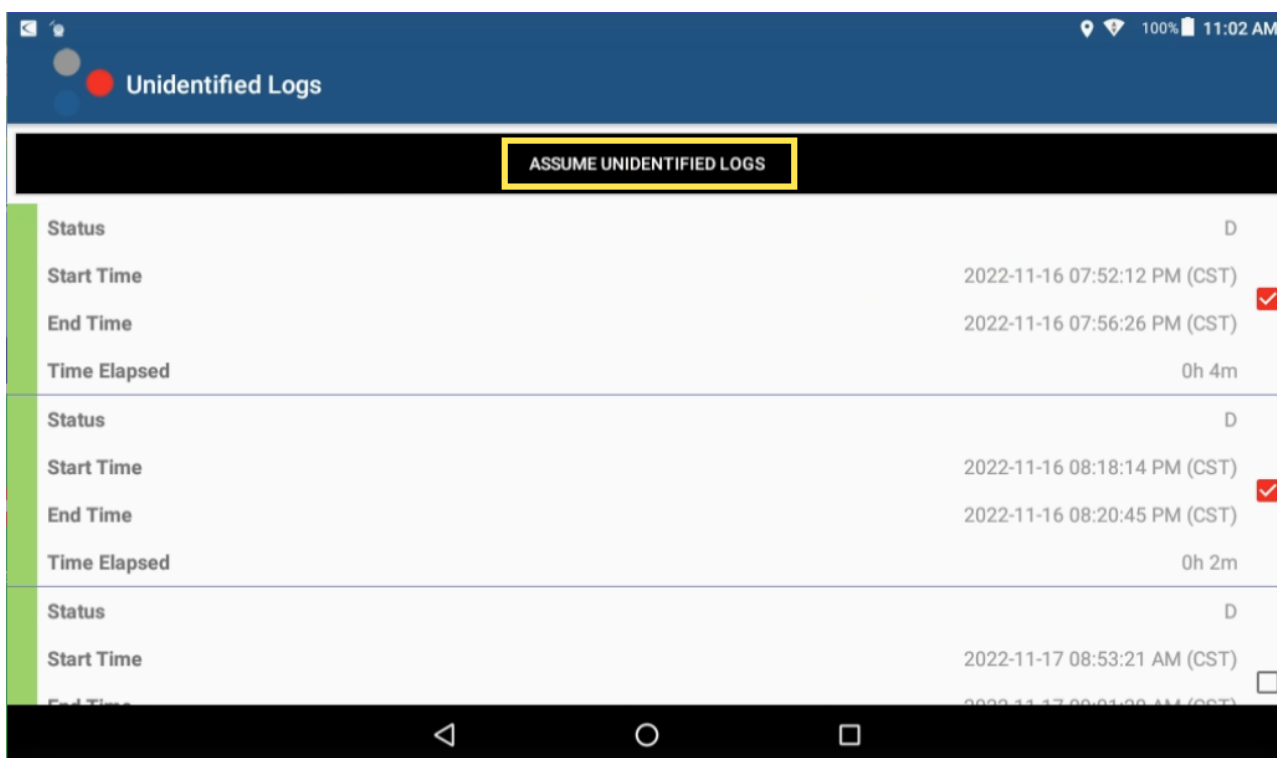 100% 11:02 AM
Unidentified Logs
ASSUME UNIDENTIFIED LOGS
Status D
Start Time 2022-11-16 07:52:12 PM (CST)
End Time 2022-11-16 07:56:26 PM (CST)
Time Elapsed 0h 4m
Status D
Start Time 2022-11-16 08:18:14 PM (CST)
End Time 2022-11-16 08:20:45 PM (CST)
Time Elapsed 0h 2m
Status D
Start Time 2022-11-17 08:53:21 AM (CST)
End Time